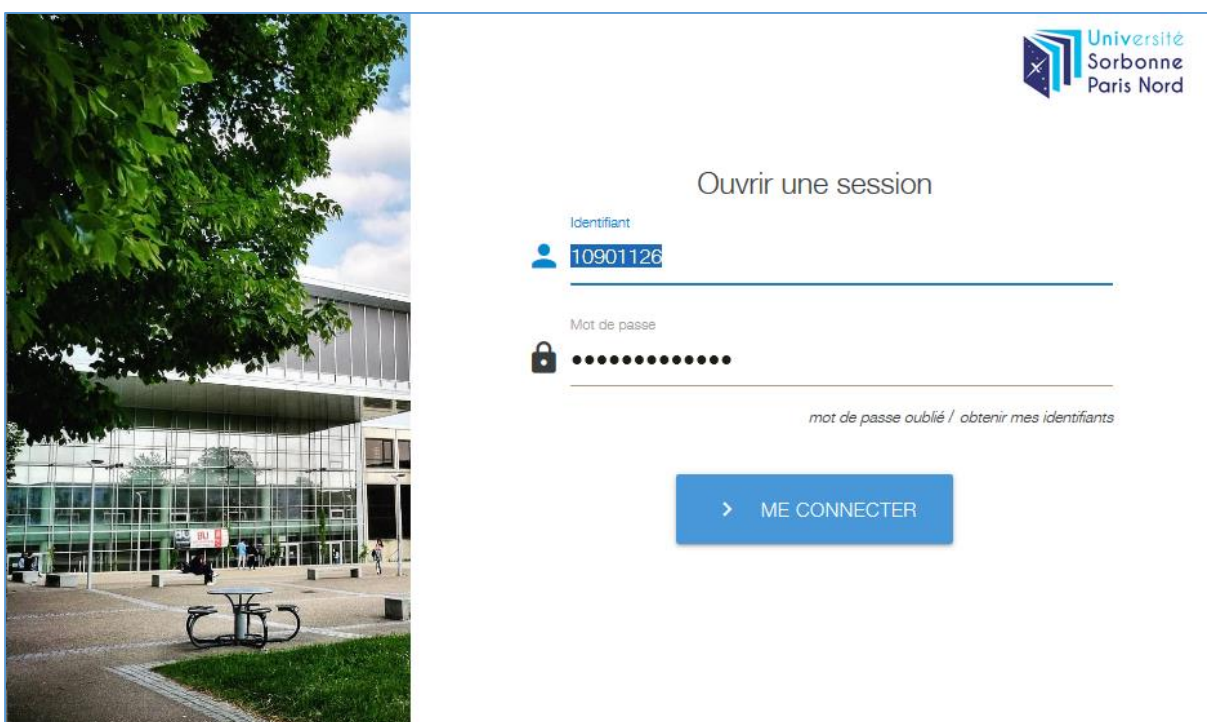 Université
Sorbonne
Paris Nord
Ouvrir une session
Identifiant
10901126
Mot de passe
•••••••••••••
mot de passe oublié / obtenir mes identifiants
ME CONNECTER
BU